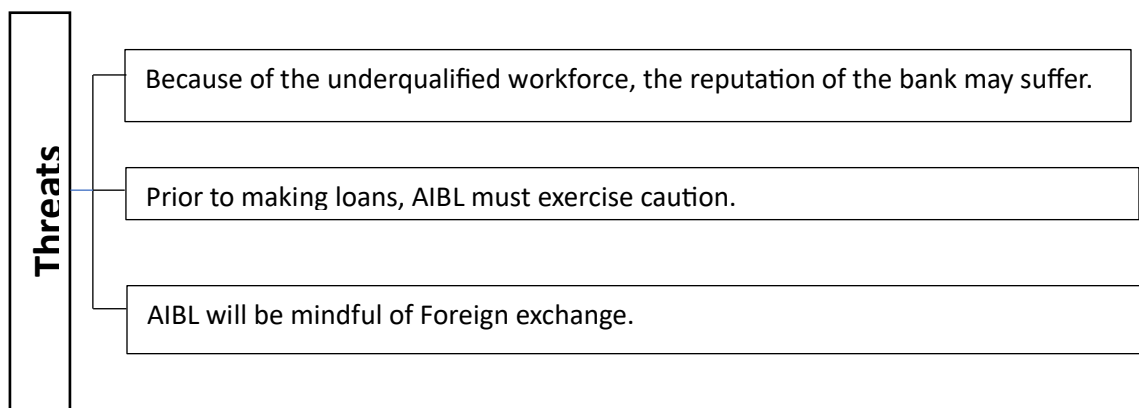 Threats
Because of the underqualified workforce, the reputation of the bank may suffer.
Prior to making loans, AIBL must exercise caution.
AIBL will be mindful of Foreign exchange.